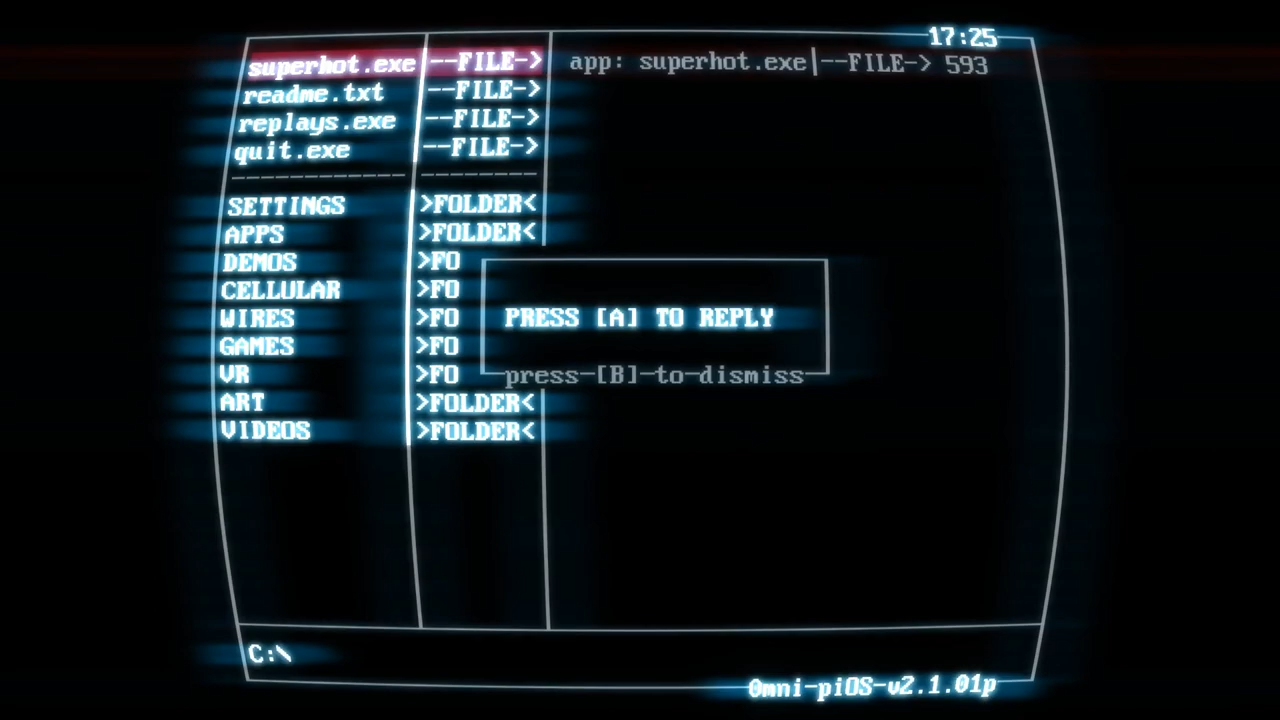 17:25
superhot.exe --FILE-> app: superhot.exe|--FILE-> 593
readme.txt --FILE->
replays.exe --FILE->
quit.exe --FILE->
------------- --------
SETTINGS >FOLDER<
APPS >FOLDER<
DEMOS >FO
CELLULAR >FO
WIRES >FO PRESS [A] TO REPLY
GAMES >FO
VR >FO press-[B]-to-dismiss
ART >FOLDER<
VIDEOS >FOLDER<
C:\
0mni-piOS-v2.1.01p